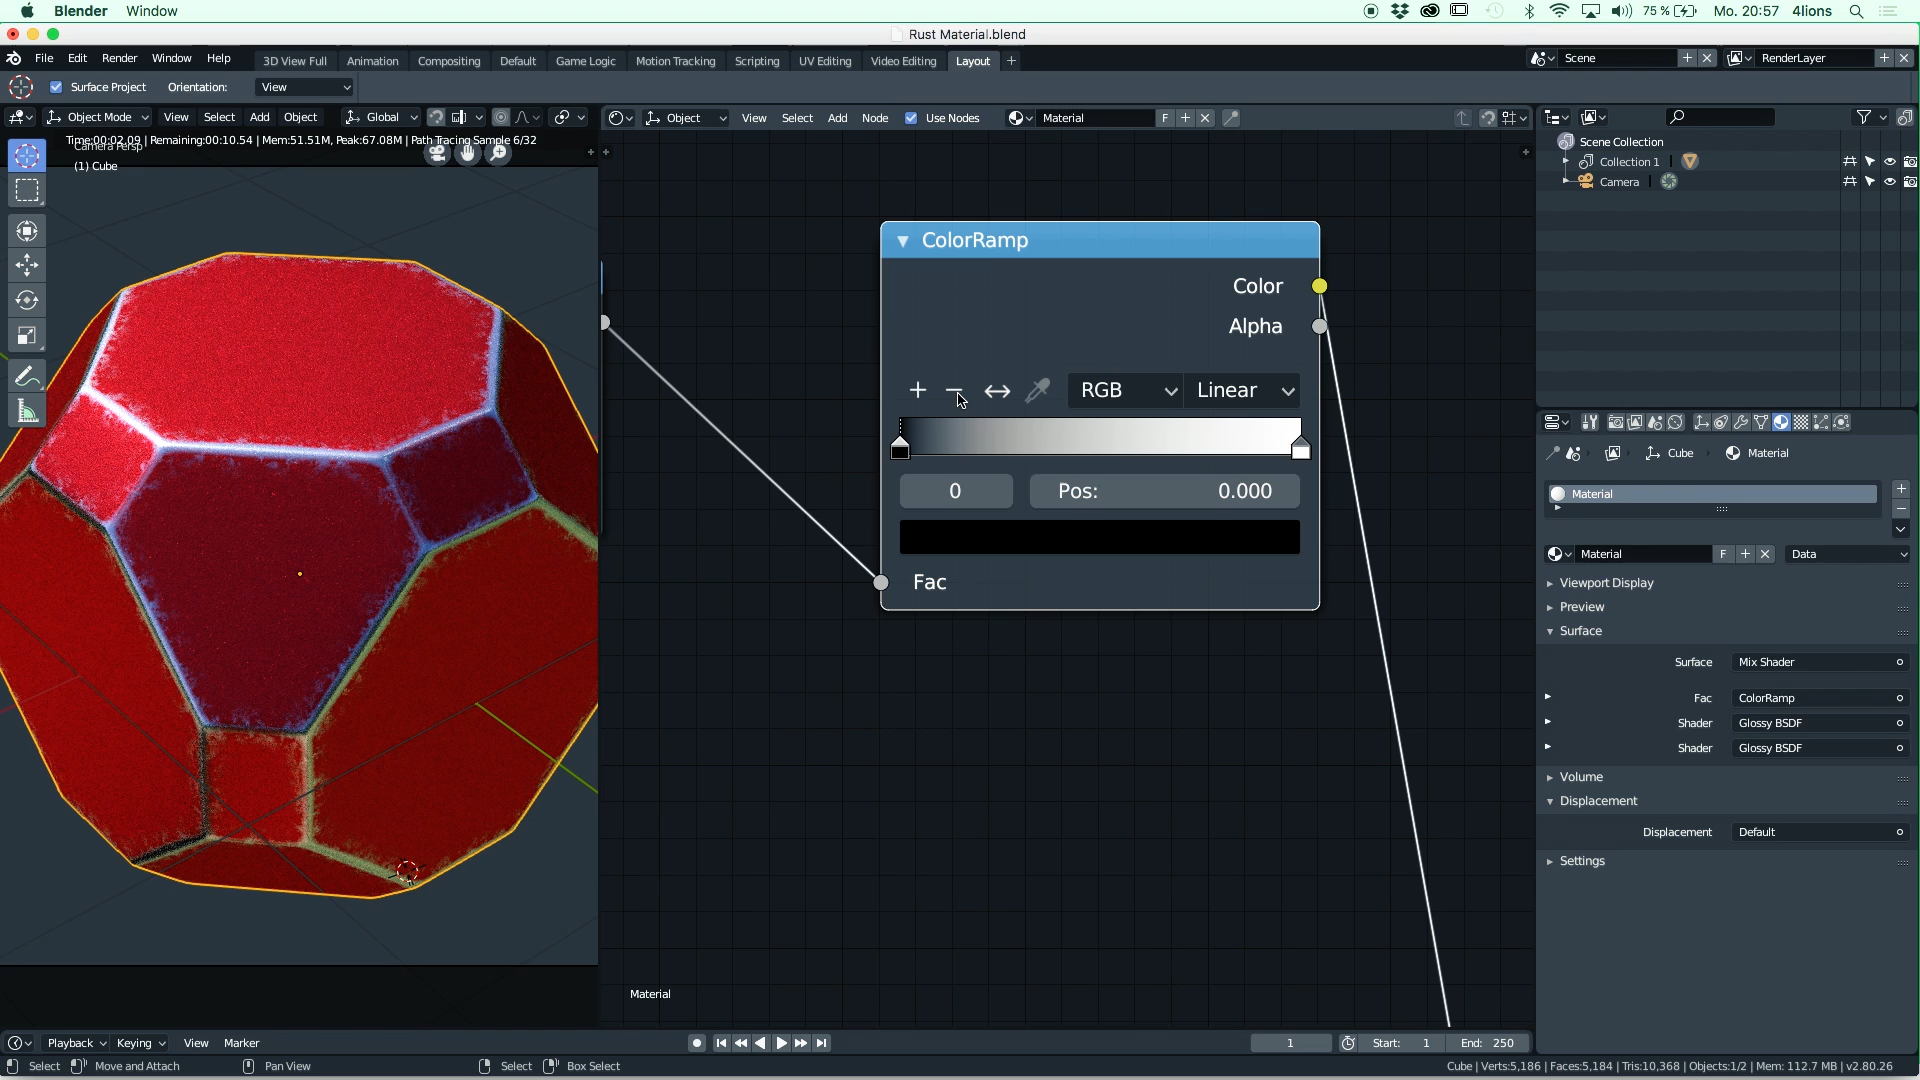 Blender Window 75 % Mo. 20:57 4lions
Rust Material.blend
File Edit Render Window Help 3D View Full Animation Compositing Default Game Logic Motion Tracking Scripting UV Editing Video Editing Layout + Scene RenderLayer
Surface Project Orientation: View
Object Mode View Select Add Object Global Object View Select Add Node Use Nodes Material F
Time:00:02.09 | Remaining:00:10.54 | Mem:51.51M, Peak:67.08M | Path Tracing Sample 6/32
Camera Persp
(1) Cube
Scene Collection
Collection 1
Camera
ColorRamp
Color
Alpha
RGB Linear
0 Pos: 0.000
Fac
Material
Cube Material
Material
Material F Data
Viewport Display
Preview
Surface
Surface Mix Shader
Fac ColorRamp
Shader Glossy BSDF
Shader Glossy BSDF
Volume
Displacement
Displacement Default
Settings
Playback Keying View Marker 1 Start: 1 End: 250
Select Move and Attach Pan View Select Box Select Cube | Verts:5,186 | Faces:5,184 | Tris:10,368 | Objects:1/2 | Mem: 112.7 MB | v2.80.26